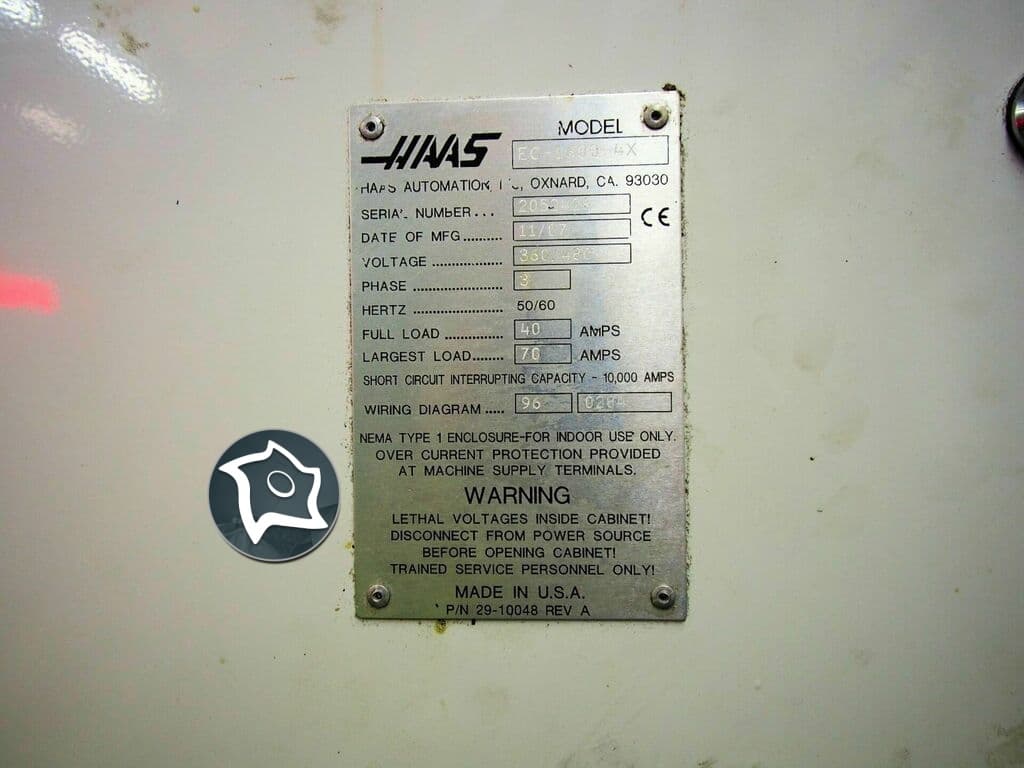 HAAS
MODEL
HAAS AUTOMATION, OXNARD, CA. 93030
SERIAL NUMBER...
CE
DATE OF MFG.......... 11/07
VOLTAGE ..................
PHASE ....................... 3
HERTZ ....................... 50/60
FULL LOAD ............... 40 AMPS
LARGEST LOAD........ 70 AMPS
SHORT CIRCUIT INTERRUPTING CAPACITY - 10,000 AMPS
WIRING DIAGRAM ..... 96
NEMA TYPE 1 ENCLOSURE-FOR INDOOR USE ONLY.
OVER CURRENT PROTECTION PROVIDED
AT MACHINE SUPPLY TERMINALS.
WARNING
LETHAL VOLTAGES INSIDE CABINET!
DISCONNECT FROM POWER SOURCE
BEFORE OPENING CABINET!
TRAINED SERVICE PERSONNEL ONLY!
MADE IN U.S.A.
P/N 29-10048 REV A